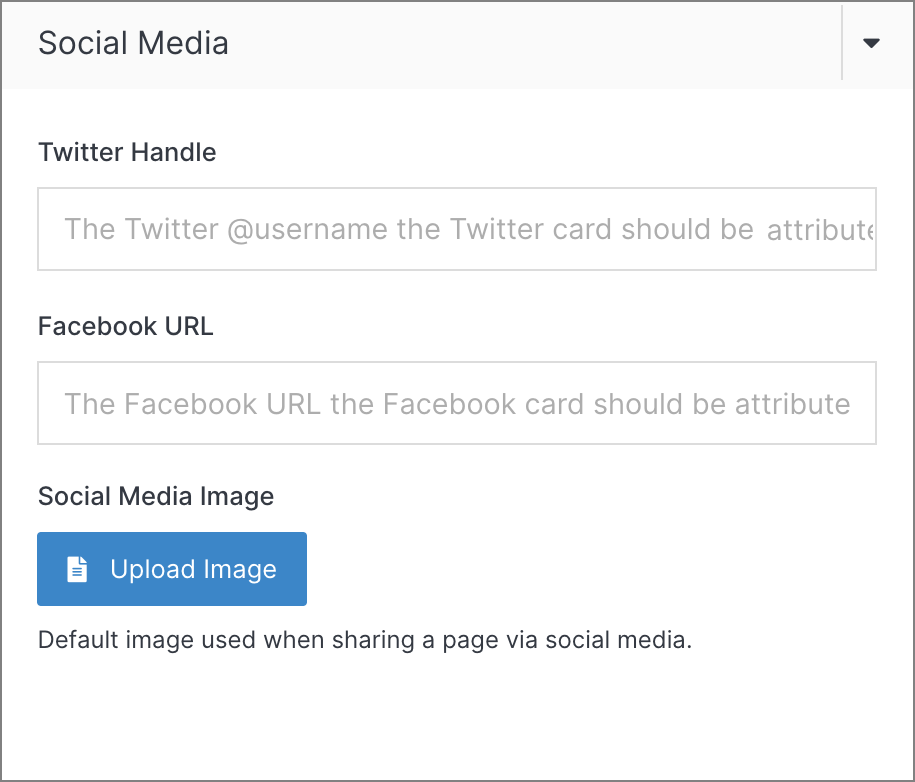 Social Media
Twitter Handle
The Twitter @username the Twitter card should be attribute
Facebook URL
The Facebook URL the Facebook card should be attribute
Social Media Image
Upload Image
Default image used when sharing a page via social media.